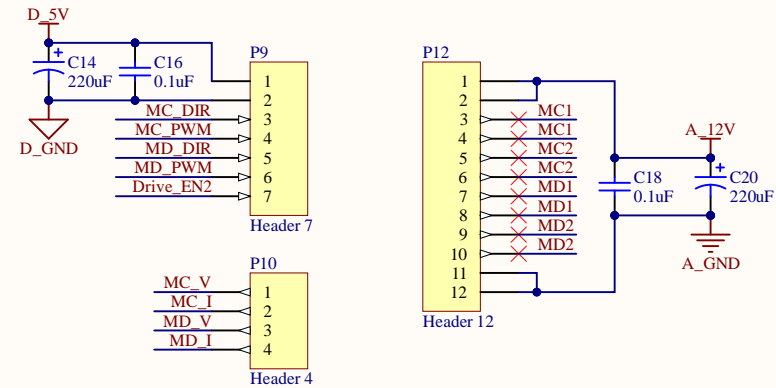 D_5V
C14
220uF
C16
0.1uF
D_GND
P9
1
2
MC_DIR 3
MC_PWM 4
MD_DIR 5
MD_PWM 6
Drive_EN2 7
Header 7
P10
MC_V 1
MC_I 2
MD_V 3
MD_I 4
Header 4
P12
1
2
3 MC1
4 MC1
5 MC2
6 MC2
7 MD1
8 MD1
9 MD2
10 MD2
11
12
Header 12
A_12V
C18
0.1uF
C20
220uF
A_GND